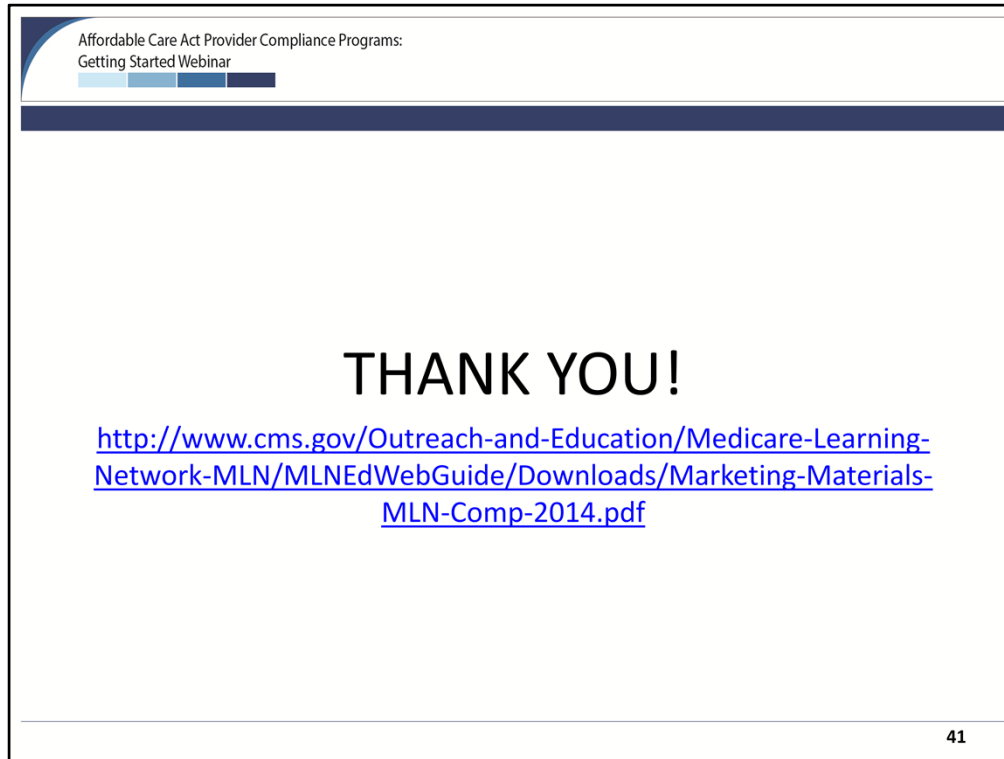 Affordable Care Act Provider Compliance Programs:
Getting Started Webinar
THANK YOU!
http://www.cms.gov/Outreach-and-Education/Medicare-Learning-
Network-MLN/MLNEdWebGuide/Downloads/Marketing-Materials-
MLN-Comp-2014.pdf
41